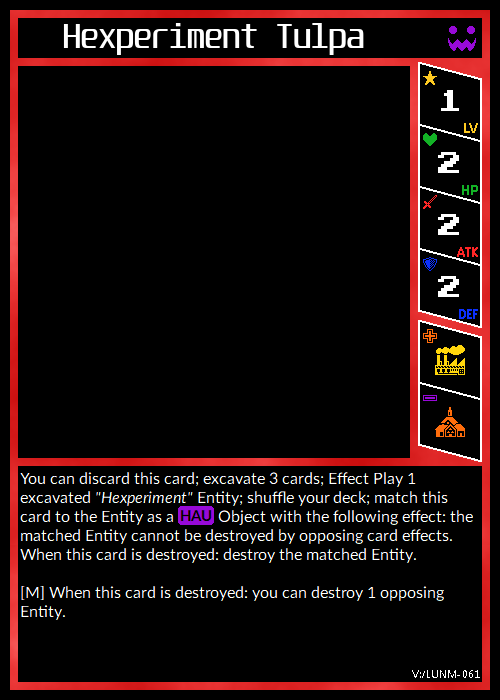 Hexperiment Tulpa
1
LV
2
HP
2
ATK
2
DEF
You can discard this card; excavate 3 cards; Effect Play 1
excavated "Hexperiment" Entity; shuffle your deck; match this
card to the Entity as a HAU Object with the following effect: the
matched Entity cannot be destroyed by opposing card effects.
When this card is destroyed: destroy the matched Entity.
[M] When this card is destroyed: you can destroy 1 opposing
Entity.
V:/LUNM-061